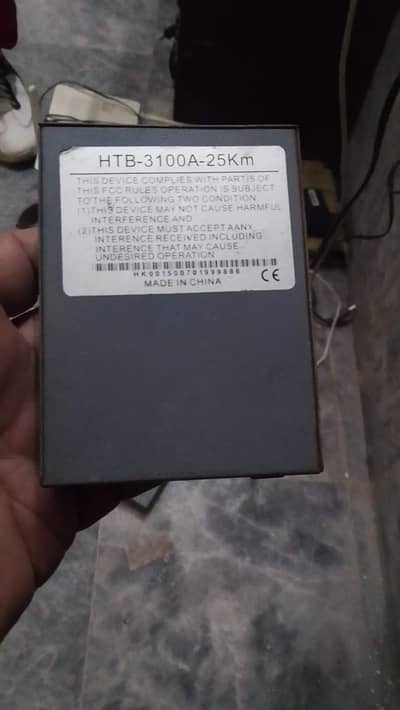 HTB-3100A-25Km
THIS DEVICE COMPLIES WITH PARTIS OF
THIS FCC RULES OPERATION IS SUBJECT
TO THE FOLLOWING TWO CONDITION:
(1)THIS DEVICE MAY NOT CAUSE HARMFUL
INTERFERENCE AND
(2)THIS DEVICE MUST ACCEPT AANY
INTERENCE RECEIVED INCLUDING
INTERENCE THAT MAY CAUSE
UNDESIRED OPERATION
HK001500701999888
MADE IN CHINA
CE